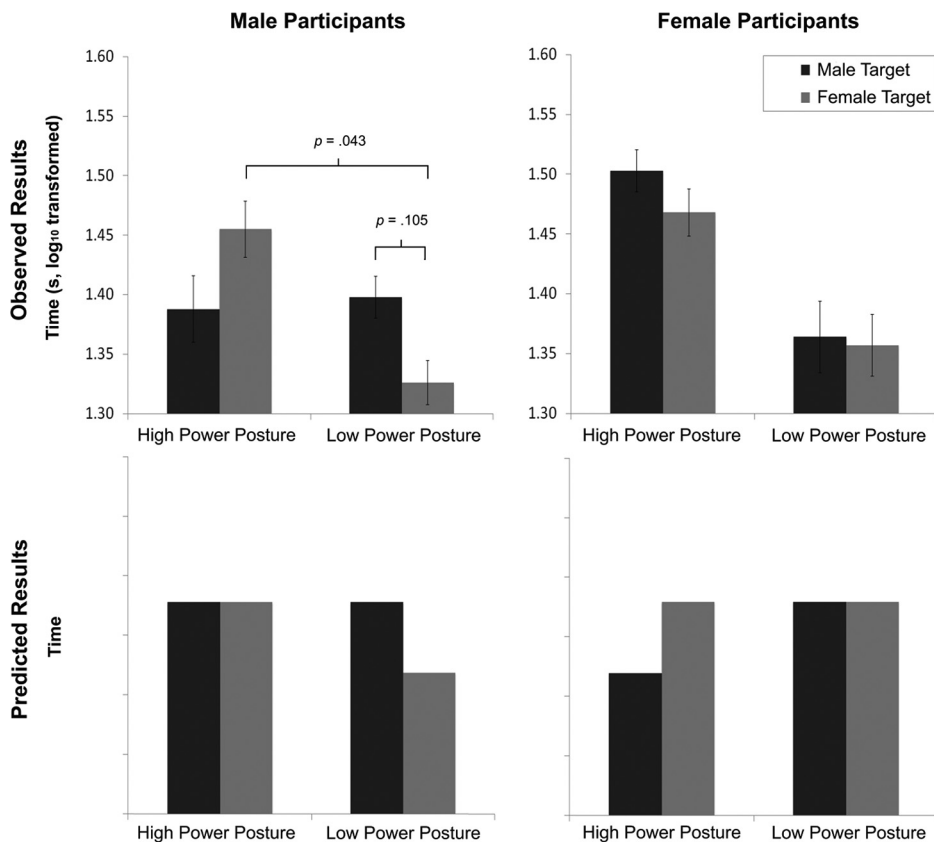 Male Participants
Female Participants
Observed Results
Time (s, log₁₀ transformed)
1.60
1.55
1.50
1.45
1.40
1.35
1.30
p = .043
p = .105
High Power Posture
Low Power Posture
1.60
1.55
1.50
1.45
1.40
1.35
1.30
Male Target
Female Target
High Power Posture
Low Power Posture
Predicted Results
Time
High Power Posture
Low Power Posture
High Power Posture
Low Power Posture